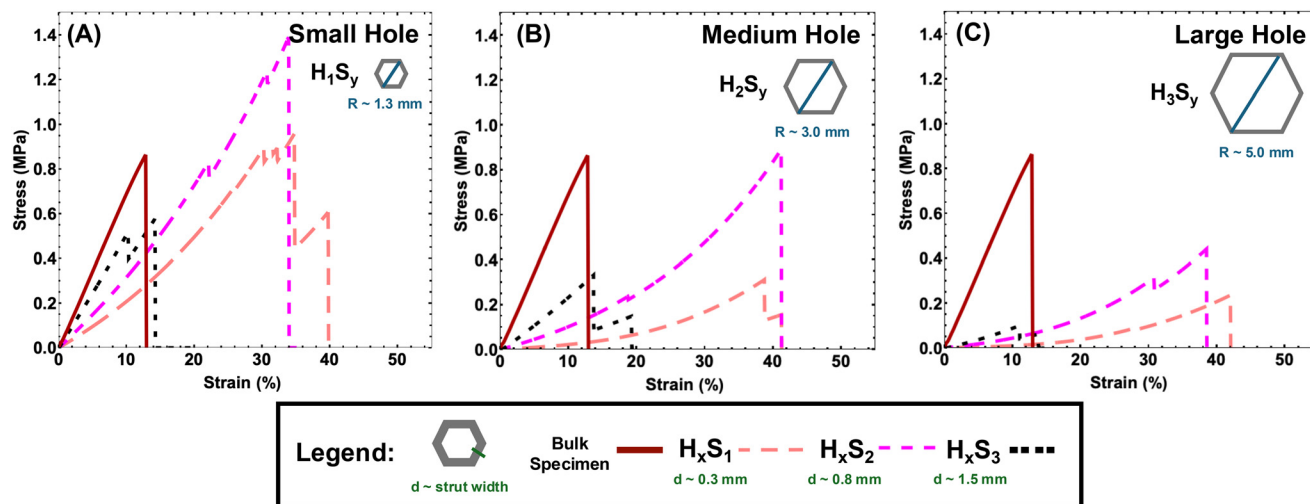 (A)
Small Hole
H₁Sᵧ
R ~ 1.3 mm
Stress (MPa)
1.4
1.2
1.0
0.8
0.6
0.4
0.2
0.0
0
10
20
30
40
50
Strain (%)
(B)
Medium Hole
H₂Sᵧ
R ~ 3.0 mm
Stress (MPa)
1.4
1.2
1.0
0.8
0.6
0.4
0.2
0.0
0
10
20
30
40
50
Strain (%)
(C)
Large Hole
H₃Sᵧ
R ~ 5.0 mm
Stress (MPa)
1.4
1.2
1.0
0.8
0.6
0.4
0.2
0.0
0
10
20
30
40
50
Strain (%)
Legend:
d ~ strut width
Bulk
Specimen
HₓS₁
d ~ 0.3 mm
HₓS₂
d ~ 0.8 mm
HₓS₃
d ~ 1.5 mm